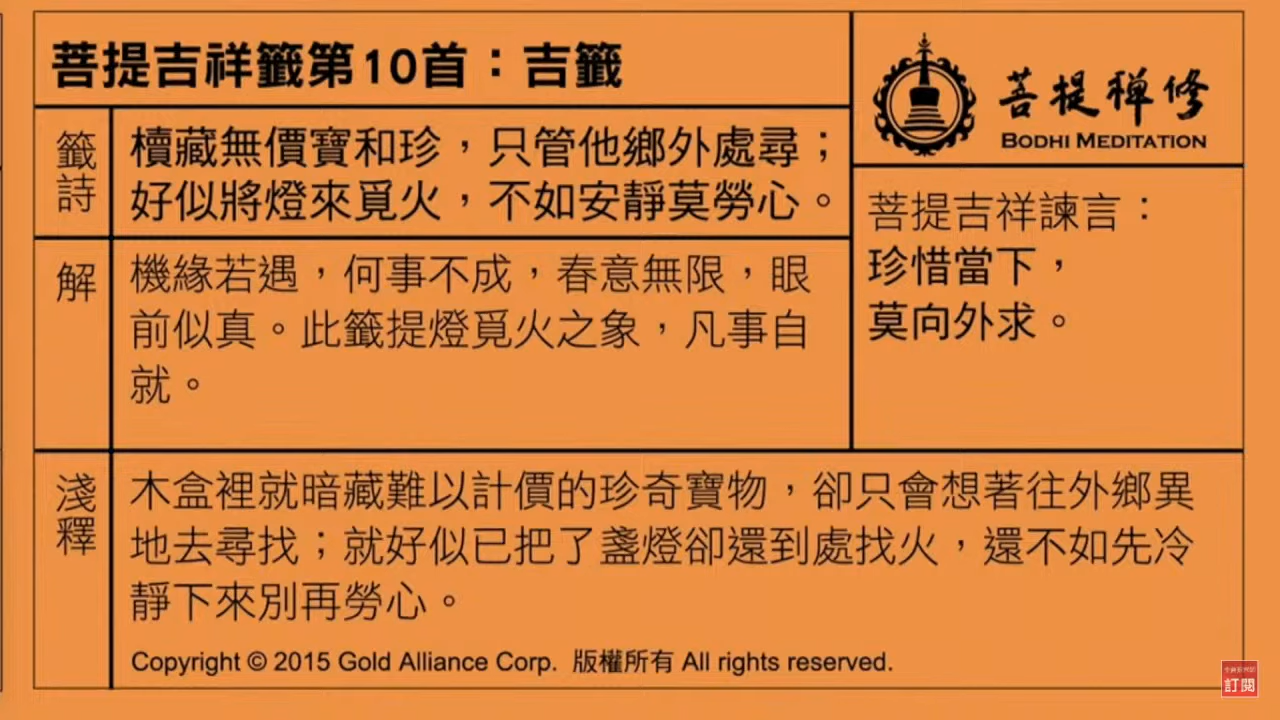 菩提吉祥籤第10首：吉籤
菩提禪修
BODHI MEDITATION
籤詩
櫝藏無價寶和珍，只管他鄉外處尋；
好似將燈來覓火，不如安靜莫勞心。
菩提吉祥諫言：
珍惜當下，
莫向外求。
解
機緣若遇，何事不成，春意無限，眼
前似真。此籤提燈覓火之象，凡事自
就。
淺釋
木盒裡就暗藏難以計價的珍奇寶物，卻只會想著往外鄉異
地去尋找；就好似已把了盞燈卻還到處找火，還不如先冷
靜下來別再勞心。
Copyright © 2015 Gold Alliance Corp. 版權所有 All rights reserved.
訂閱